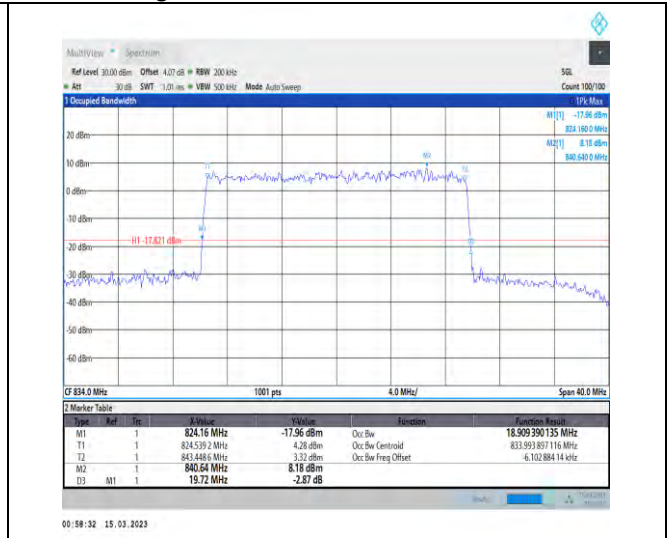 MultiView Spectrum
Ref Level 30.00 dBm Offset 4.07 dB RBW 200 kHz SGL
Att 30 dB SWT 1.01 ms VBW 500 kHz Mode Auto Sweep Count 100/100
1 Occupied Bandwidth 1Pk Max
M1[1] -17.96 dBm
824.160 0 MHz
20 dBm M2[1] 8.18 dBm
840.640 0 MHz
10 dBm
M2
T1
0 dBm
-10 dBm
H1 -17.821 dBm
-20 dBm
-30 dBm
-40 dBm
-50 dBm
-60 dBm
CF 834.0 MHz 1001 pts 4.0 MHz/ Span 40.0 MHz
2 Marker Table
Type Ref Trc X-Value Y-Value Function Function Result
M1 1 824.16 MHz -17.96 dBm Occ Bw 18.909 390 135 MHz
T1 1 824.539 2 MHz 4.28 dBm Occ Bw Centroid 833.993 897 116 MHz
T2 1 843.448 6 MHz 3.32 dBm Occ Bw Freq Offset -6.102 884 14 kHz
M2 1 840.64 MHz 8.18 dBm
D3 M1 1 19.72 MHz -2.87 dB
00:58:32 15.03.2023